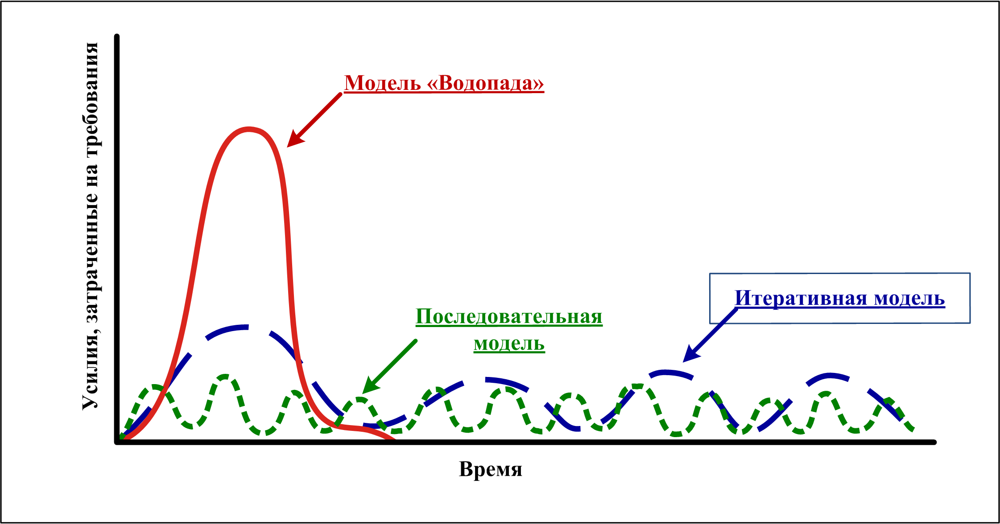 Усилия, затраченные на требования
Модель «Водопада»
Итеративная модель
Последовательная
модель
Время